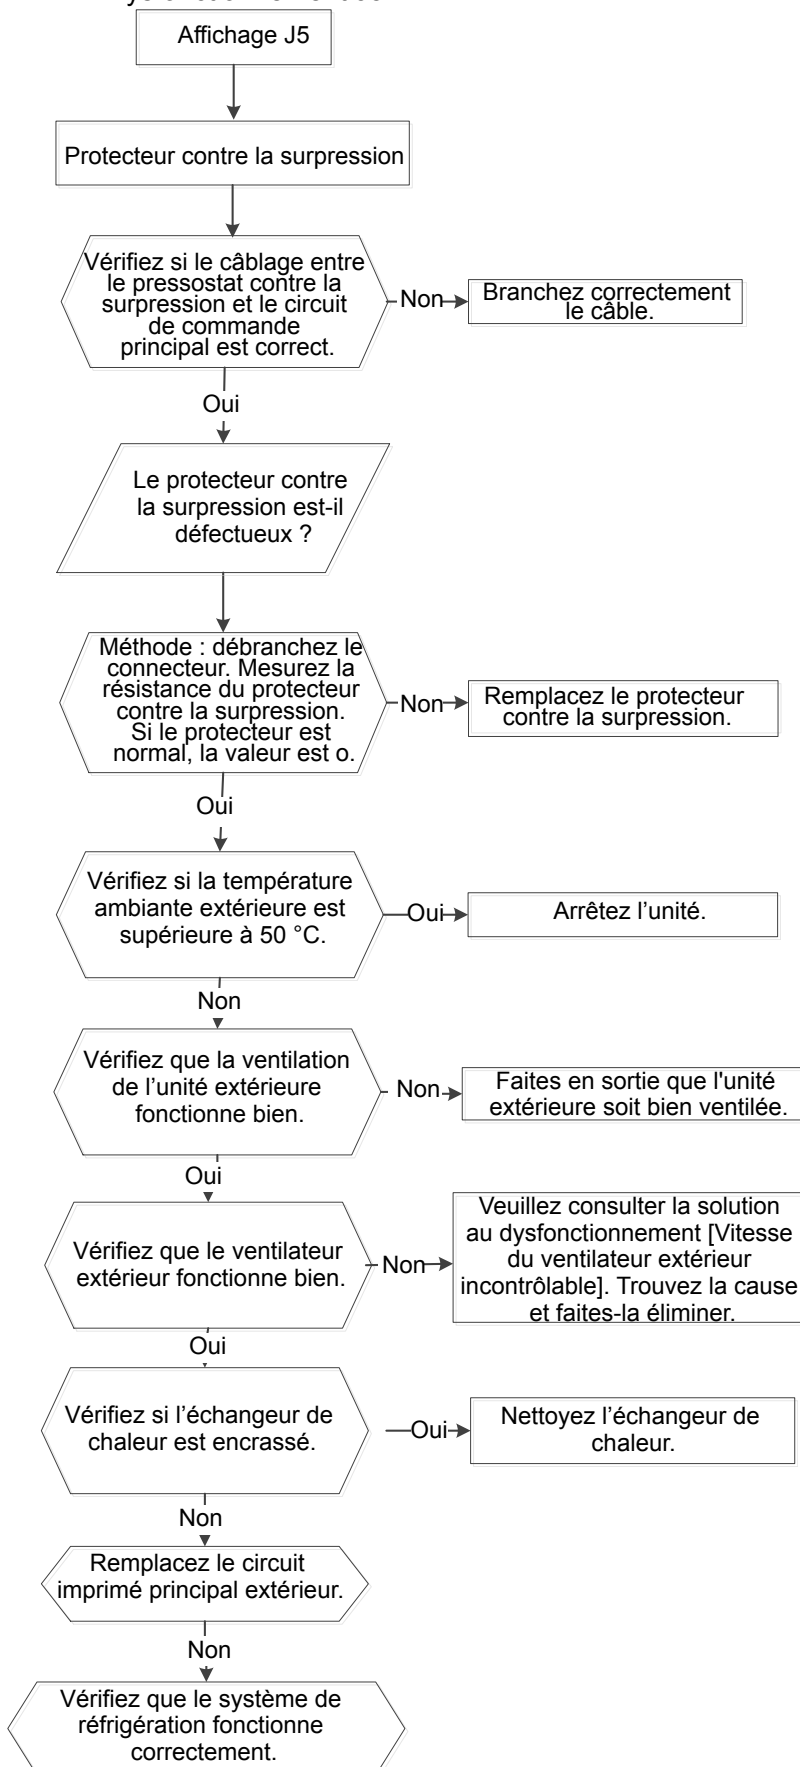 Affichage J5
Protecteur contre la surpression
Vérifiez si le câblage entre
le pressostat contre la
surpression et le circuit
de commande
principal est correct.
Non
Branchez correctement
le câble.
Oui
Le protecteur contre
la surpression est-il
défectueux ?
Méthode : débranchez le
connecteur. Mesurez la
résistance du protecteur
contre la surpression.
Si le protecteur est
normal, la valeur est o.
Non
Remplacez le protecteur
contre la surpression.
Oui
Vérifiez si la température
ambiante extérieure est
supérieure à 50 °C.
Oui
Arrêtez l’unité.
Non
Vérifiez que la ventilation
de l’unité extérieure
fonctionne bien.
Non
Faites en sortie que l'unité
extérieure soit bien ventilée.
Oui
Vérifiez que le ventilateur
extérieur fonctionne bien.
Non
Veuillez consulter la solution
au dysfonctionnement [Vitesse
du ventilateur extérieur
incontrôlable]. Trouvez la cause
et faites-la éliminer.
Oui
Vérifiez si l’échangeur de
chaleur est encrassé.
Oui
Nettoyez l’échangeur de
chaleur.
Non
Remplacez le circuit
imprimé principal extérieur.
Non
Vérifiez que le système de
réfrigération fonctionne
correctement.